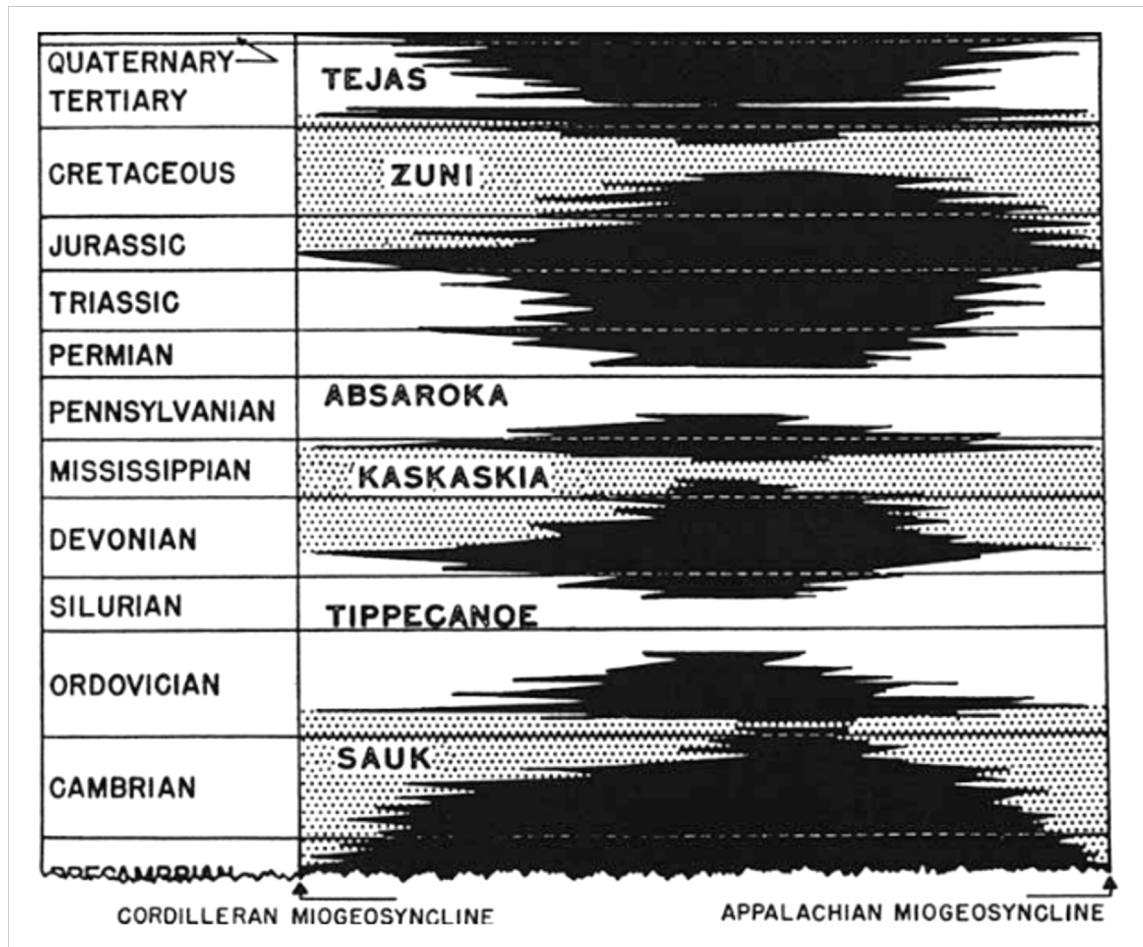 QUATERNARY
TERTIARY
TEJAS
CRETACEOUS
ZUNI
JURASSIC
TRIASSIC
PERMIAN
ABSAROKA
PENNSYLVANIAN
MISSISSIPPIAN
KASKASKIA
DEVONIAN
SILURIAN
TIPPECANOE
ORDOVICIAN
SAUK
CAMBRIAN
PRECAMBRIAN
CORDILLERAN MIOGEOSYNCLINE
APPALACHIAN MIOGEOSYNCLINE